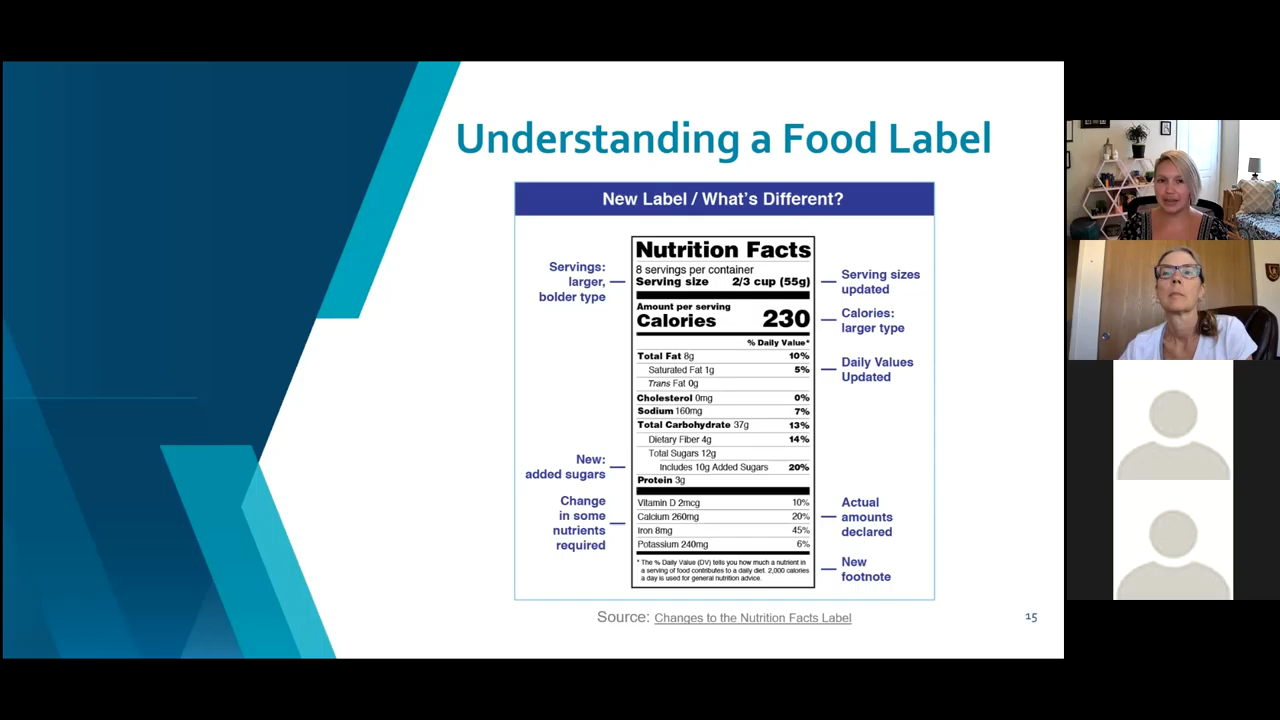 Understanding a Food Label
New Label / What's Different?
Servings:
larger,
bolder type
New:
added sugars
Change
in some
nutrients
required
Nutrition Facts
8 servings per container
Serving size 2/3 cup (55g)
Amount per serving
Calories 230
% Daily Value*
Total Fat 8g 10%
Saturated Fat 1g 5%
Trans Fat 0g
Cholesterol 0mg 0%
Sodium 160mg 7%
Total Carbohydrate 37g 13%
Dietary Fiber 4g 14%
Total Sugars 12g
Includes 10g Added Sugars 20%
Protein 3g
Vitamin D 2mcg 10%
Calcium 260mg 20%
Iron 8mg 45%
Potassium 240mg 6%
* The % Daily Value (DV) tells you how much a nutrient in
a serving of food contributes to a daily diet. 2,000 calories
a day is used for general nutrition advice.
Serving sizes
updated
Calories:
larger type
Daily Values
Updated
Actual
amounts
declared
New
footnote
Source: Changes to the Nutrition Facts Label
15